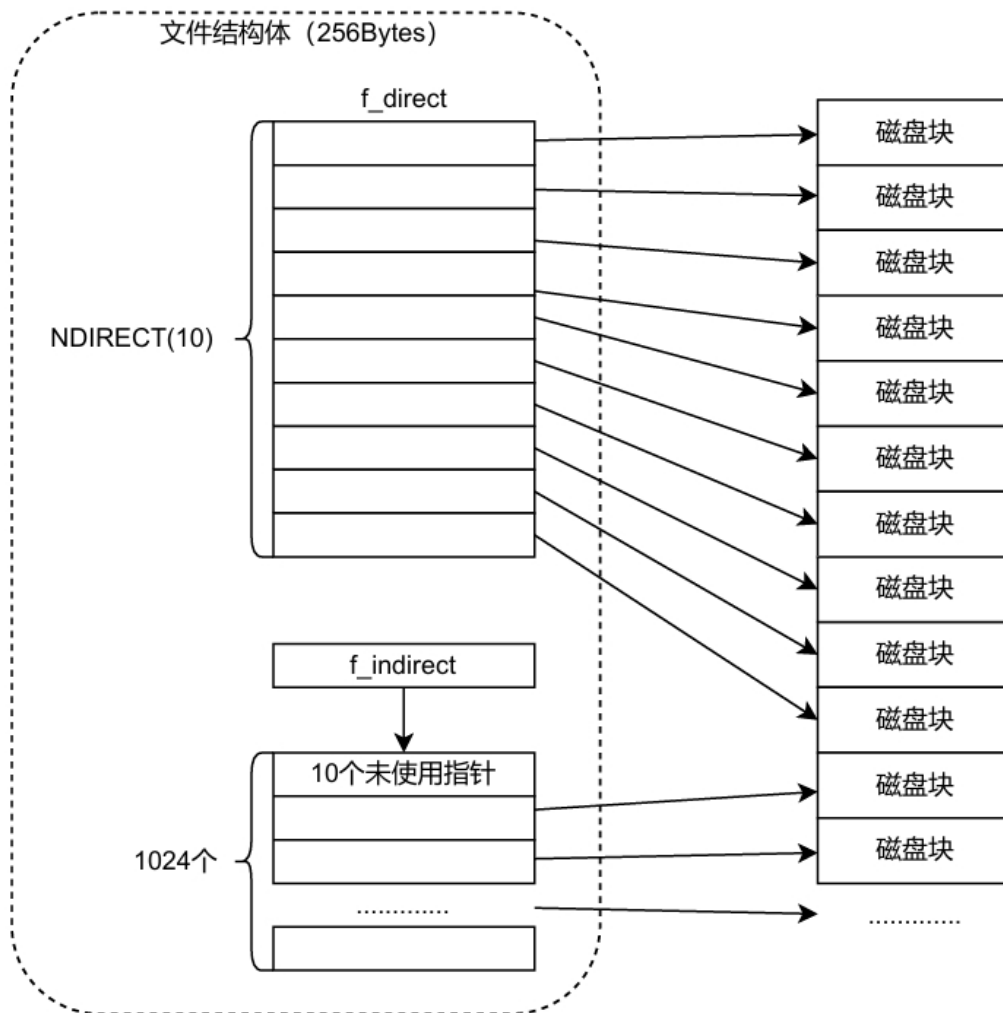 文件结构体（256Bytes）
f_direct
NDIRECT(10)
f_indirect
10个未使用指针
1024个
.............
磁盘块
磁盘块
磁盘块
磁盘块
磁盘块
磁盘块
磁盘块
磁盘块
磁盘块
磁盘块
磁盘块
磁盘块
.............